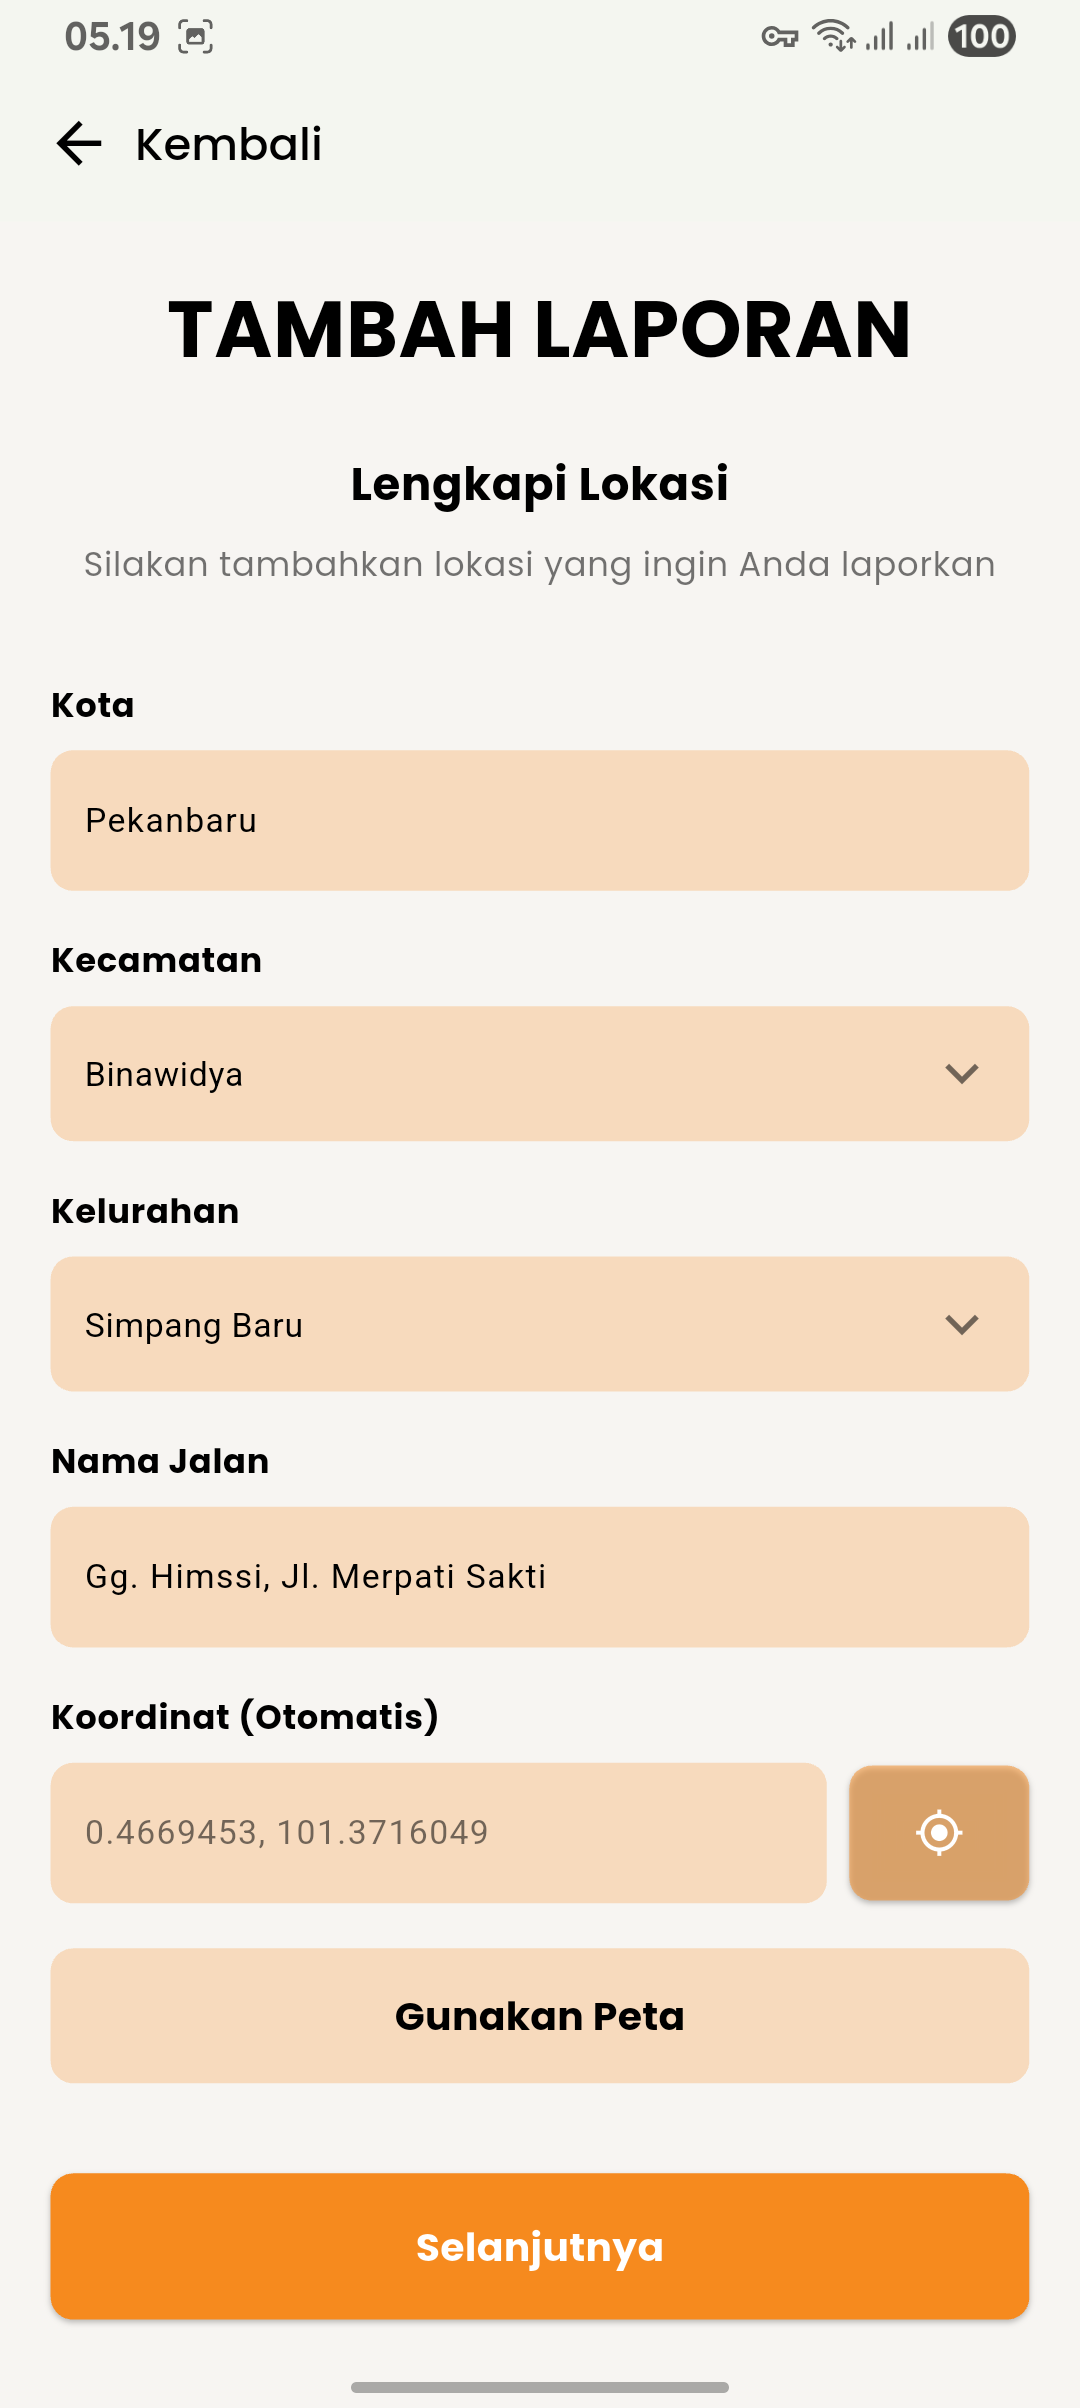 05.19
100
Kembali
TAMBAH LAPORAN
Lengkapi Lokasi
Silakan tambahkan lokasi yang ingin Anda laporkan
Kota
Pekanbaru
Kecamatan
Binawidya
Kelurahan
Simpang Baru
Nama Jalan
Gg. Himssi, Jl. Merpati Sakti
Koordinat (Otomatis)
0.4669453, 101.3716049
Gunakan Peta
Selanjutnya